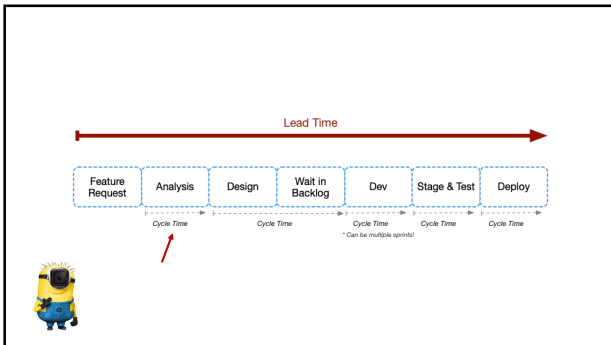 Lead Time
Feature
Request
Analysis
Design
Wait in
Backlog
Dev
Stage & Test
Deploy
Cycle Time
Cycle Time
Cycle Time
Cycle Time
Cycle Time
* Can be multiple sprints!